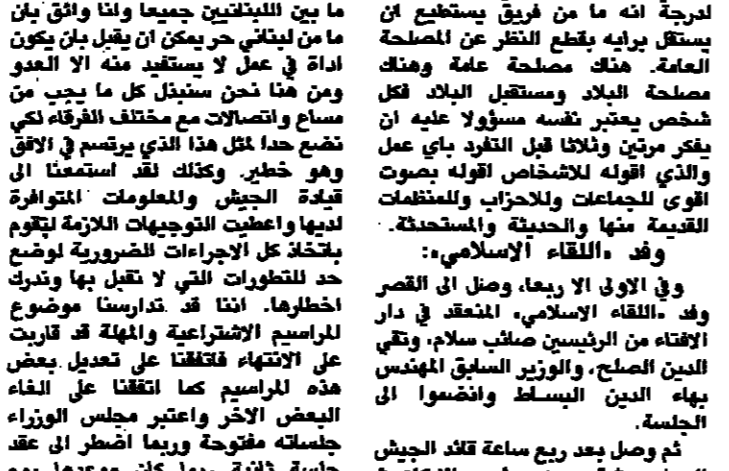 لدرجة انه ما من فريق يستطيع ان
يستقل برايه بقطع النظر عن المصلحة
العامة. هناك مصلحة عامة وهناك
مصلحة البلاد ومستقبل البلاد فكل
شخص يعتبر نفسه مسؤولا عليه ان
يفكر مرتين وثلاثا قبل التفرد باي عمل
والذي اقوله للاشخاص اقوله بصوت
اقوى للجماعات وللاحزاب وللمنظمات
القديمة منها والحديثة والمستحدثة.
وفد «اللقاء الاسلامي»:
وفي الاولى الا ربعا، وصل الى القصر
وفد «اللقاء الاسلامي» المنعقد في دار
الافتاء من الرئيسين صائب سلام، وتقي
الدين الصلح، والوزير السابق المهندس
بهاء الدين البساط وانضموا الى
الجلسة.
ثم وصل بعد ربع ساعة قائد الجيش
ما بين اللبنانيين جميعا وانا واثق بان
ما من لبناني حر يمكن ان يقبل بان يكون
اداة في عمل لا يستفيد منه الا العدو
ومن هنا نحن سنبذل كل ما يجب من
مساع واتصالات مع مختلف الفرقاء لكي
نضع حدا لمثل هذا الذي يرتسم في الافق
وهو خطير. وكذلك لقد استمعنا الى
قيادة الجيش والمعلومات المتوافرة
لديها واعطيت التوجيهات اللازمة لتقوم
باتخاذ كل الاجراءات الضرورية لوضع
حد للتطورات التي لا نقبل بها وندرك
اخطارها. اننا قد تدارسنا موضوع
المراسيم الاشتراعية والمهلة قد قاربت
على الانتهاء فاتفقنا على تعديل بعض
هذه المراسيم كما اتفقنا على الغاء
البعض الاخر واعتبر مجلس الوزراء
جلساته مفتوحة وربما اضطر الى عقد